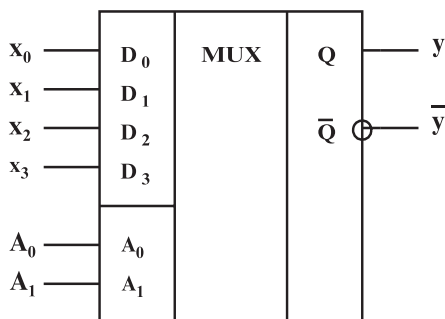 x₀ D₀ MUX Q y
x₁ D₁
x₂ D₂ Q̅ y̅
x₃ D₃
A₀ A₀
A₁ A₁